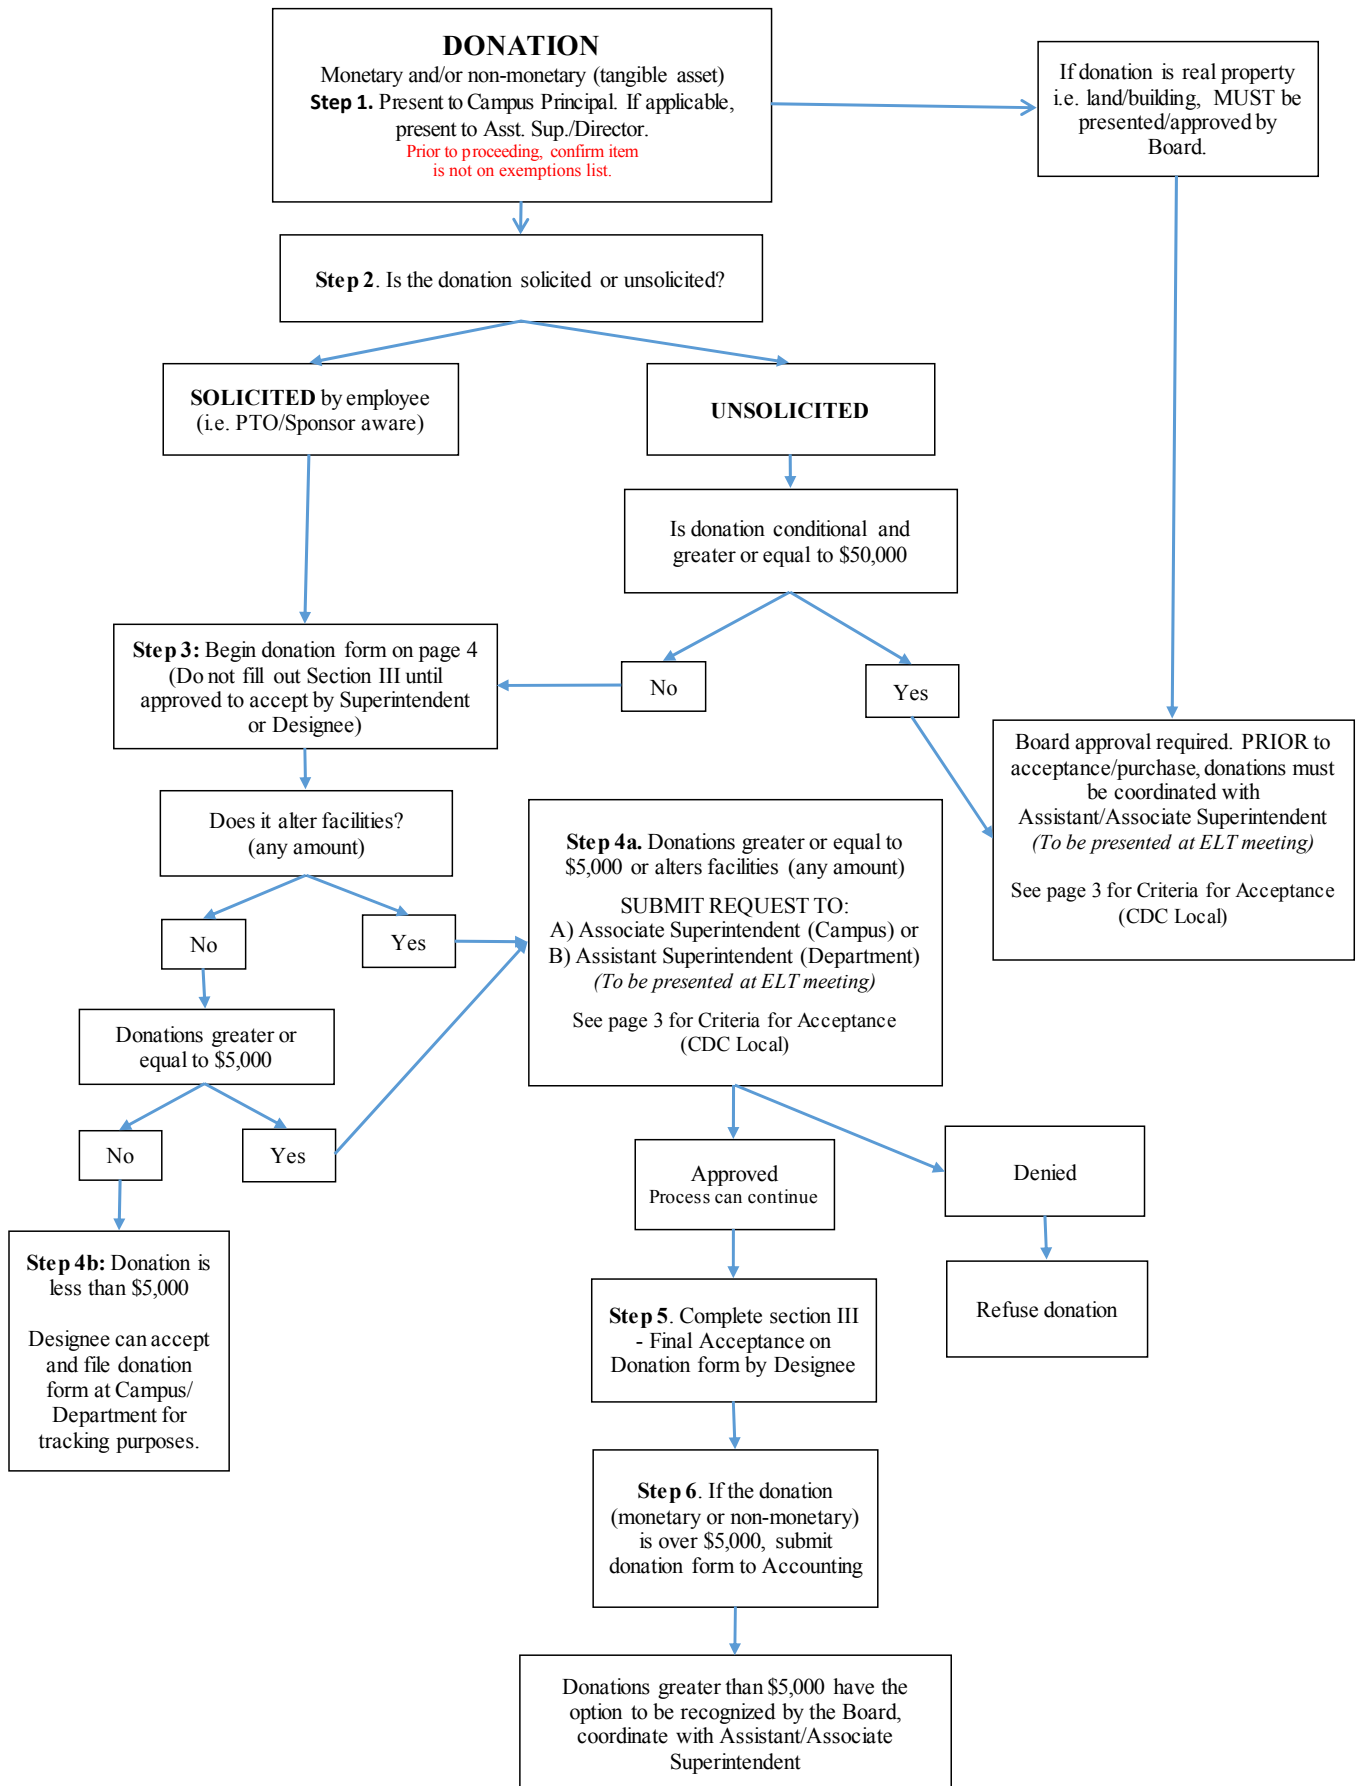 DONATION
Monetary and/or non-monetary (tangible asset)
Step 1. Present to Campus Principal. If applicable,
present to Asst. Sup./Director.
Prior to proceeding, confirm item
is not on exemptions list.
If donation is real property
i.e. land/building, MUST be
presented/approved by
Board.
Step 2. Is the donation solicited or unsolicited?
SOLICITED by employee
(i.e. PTO/Sponsor aware)
UNSOLICITED
Is donation conditional and
greater or equal to $50,000
Step 3: Begin donation form on page 4
(Do not fill out Section III until
approved to accept by Superintendent
or Designee)
No
Yes
Board approval required. PRIOR to
acceptance/purchase, donations must
be coordinated with
Assistant/Associate Superintendent
(To be presented at ELT meeting)
See page 3 for Criteria for Acceptance
(CDC Local)
Does it alter facilities?
(any amount)
Step 4a. Donations greater or equal to
$5,000 or alters facilities (any amount)
SUBMIT REQUEST TO:
A) Associate Superintendent (Campus) or
B) Assistant Superintendent (Department)
(To be presented at ELT meeting)
See page 3 for Criteria for Acceptance
(CDC Local)
No
Yes
Donations greater or
equal to $5,000
No
Yes
Approved
Process can continue
Denied
Step 4b: Donation is
less than $5,000
Designee can accept
and file donation
form at Campus/
Department for
tracking purposes.
Step 5. Complete section III
- Final Acceptance on
Donation form by Designee
Refuse donation
Step 6. If the donation
(monetary or non-monetary)
is over $5,000, submit
donation form to Accounting
Donations greater than $5,000 have the
option to be recognized by the Board,
coordinate with Assistant/Associate
Superintendent